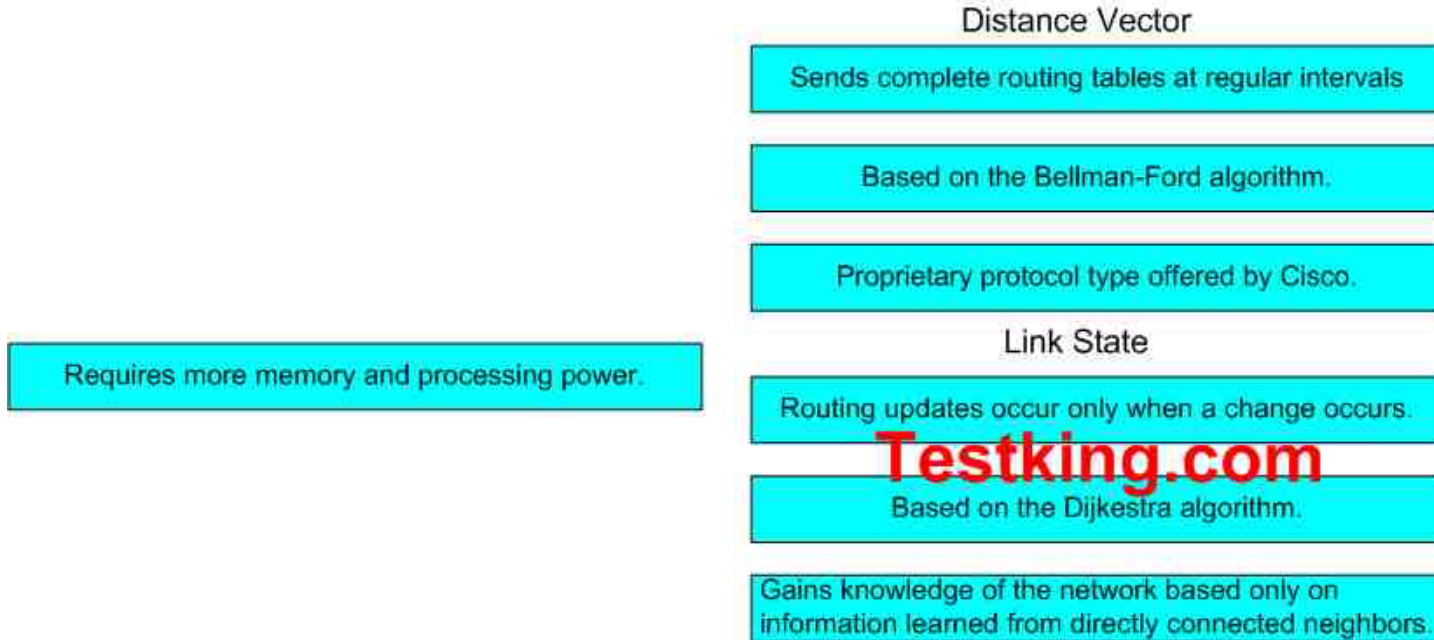 Distance Vector
Sends complete routing tables at regular intervals
Based on the Bellman-Ford algorithm.
Proprietary protocol type offered by Cisco.
Link State
Requires more memory and processing power.
Routing updates occur only when a change occurs.
Testking.com
Based on the Dijkestra algorithm.
Gains knowledge of the network based only on
information learned from directly connected neighbors.